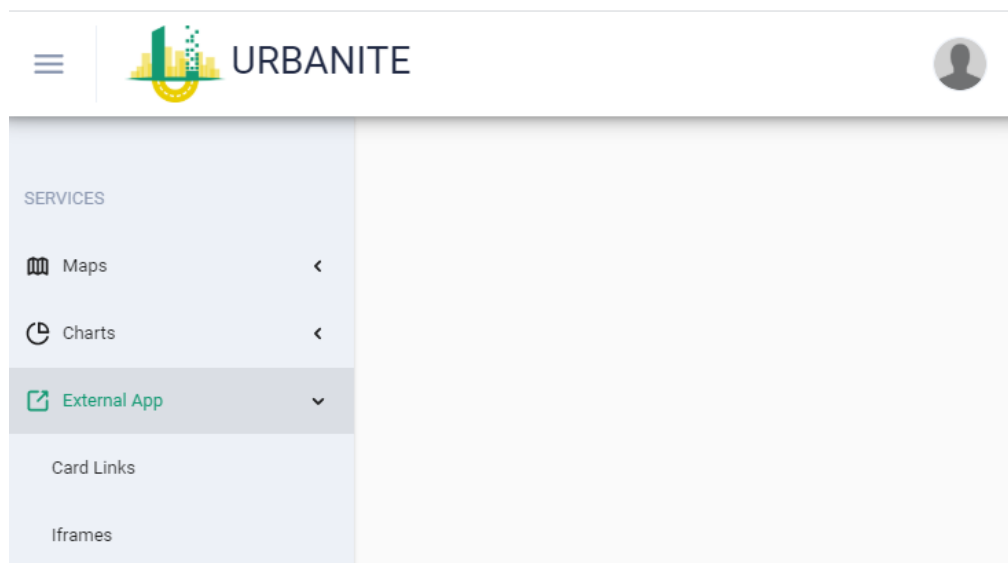 URBANITE
SERVICES
Maps
Charts
External App
Card Links
Iframes